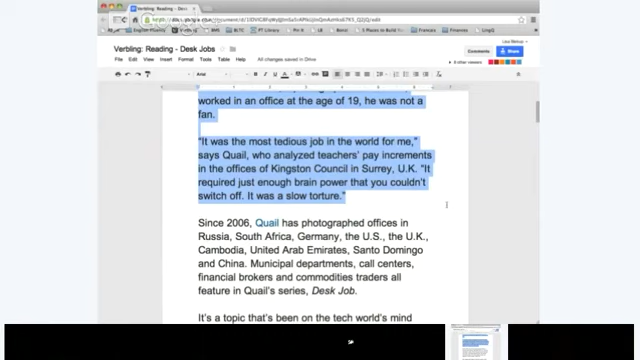 Verbling: Reading - Desk Jobs
Verbling: Reading - Desk Jobs
File Edit View Insert Format Tools Table Help All changes saved in Drive
Comments
Share
Arial
worked in an office at the age of 19, he was not a
fan.
“It was the most tedious job in the world for me,”
says Quail, who analyzed teachers’ pay increments
in the offices of Kingston Council in Surrey, U.K. “It
required just enough brain power that you couldn’t
switch off. It was a slow torture.”
Since 2006, Quail has photographed offices in
Russia, South Africa, Germany, the U.S., the U.K.,
Cambodia, United Arab Emirates, Santo Domingo
and China. Municipal departments, call centers,
financial brokers and commodities traders all
feature in Quail’s series, Desk Job.
It’s a topic that’s been on the tech world’s mind